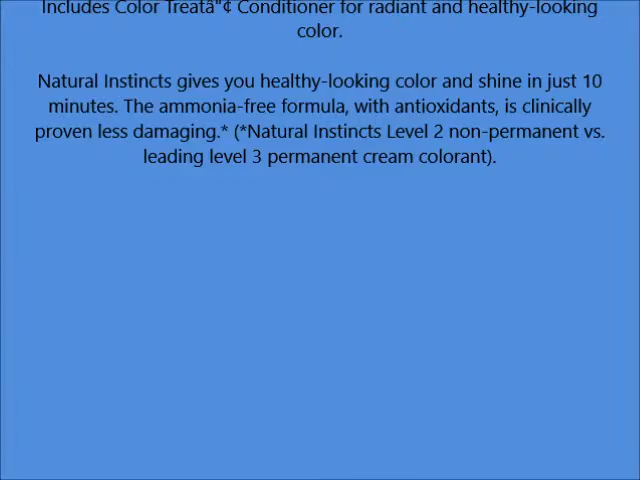 Includes Color Treatâ"¢ Conditioner for radiant and healthy-looking
color.
Natural Instincts gives you healthy-looking color and shine in just 10
minutes. The ammonia-free formula, with antioxidants, is clinically
proven less damaging.* (*Natural Instincts Level 2 non-permanent vs.
leading level 3 permanent cream colorant).